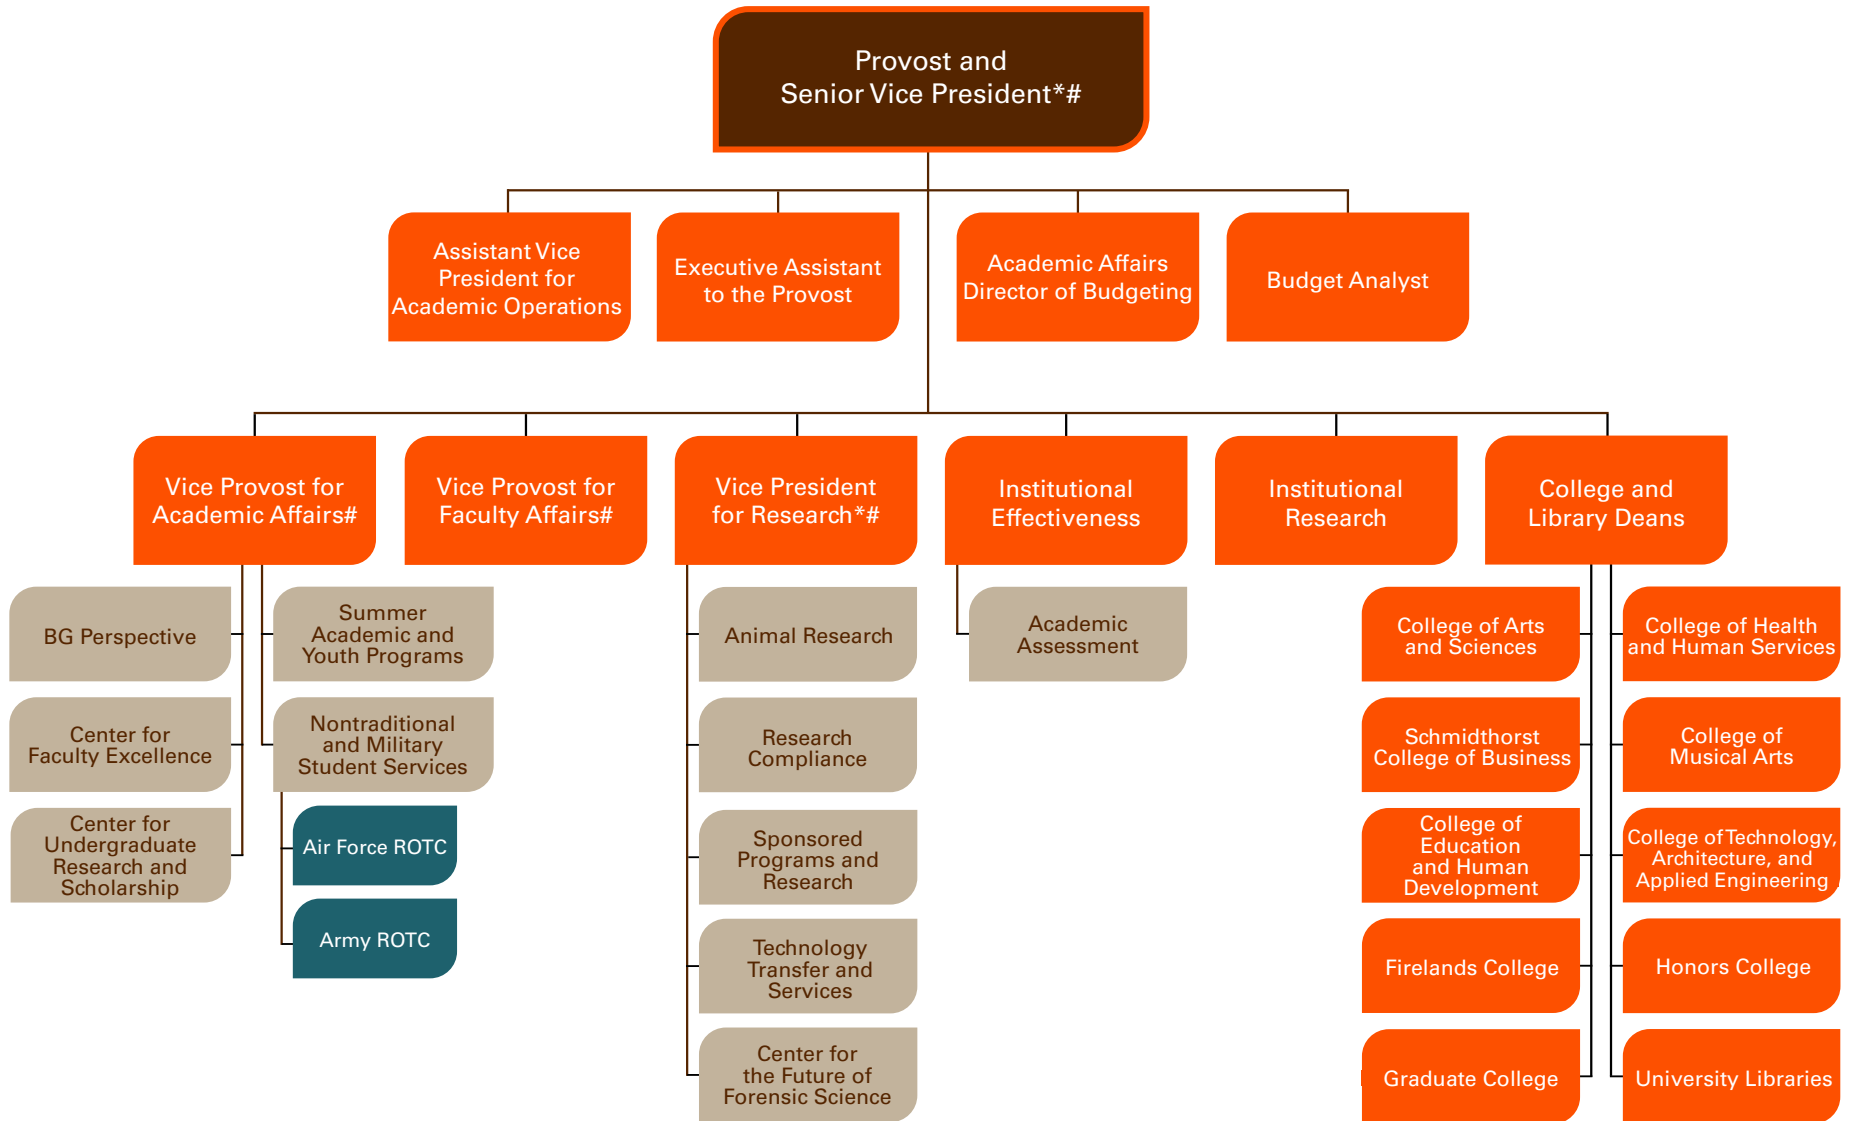 Provost and
Senior Vice President*#
Assistant Vice
President for
Academic Operations
Executive Assistant
to the Provost
Academic Affairs
Director of Budgeting
Budget Analyst
Vice Provost for
Academic Affairs#
Vice Provost for
Faculty Affairs#
Vice President
for Research*#
Institutional
Effectiveness
Institutional
Research
College and
Library Deans
BG Perspective
Summer
Academic and
Youth Programs
Center for
Faculty Excellence
Nontraditional
and Military
Student Services
Center for
Undergraduate
Research and
Scholarship
Air Force ROTC
Army ROTC
Animal Research
Research
Compliance
Sponsored
Programs and
Research
Technology
Transfer and
Services
Center for
the Future of
Forensic Science
Academic
Assessment
College of Arts
and Sciences
College of Health
and Human Services
Schmidthorst
College of Business
College of
Musical Arts
College of
Education
and Human
Development
College of Technology,
Architecture, and
Applied Engineering
Firelands College
Honors College
Graduate College
University Libraries